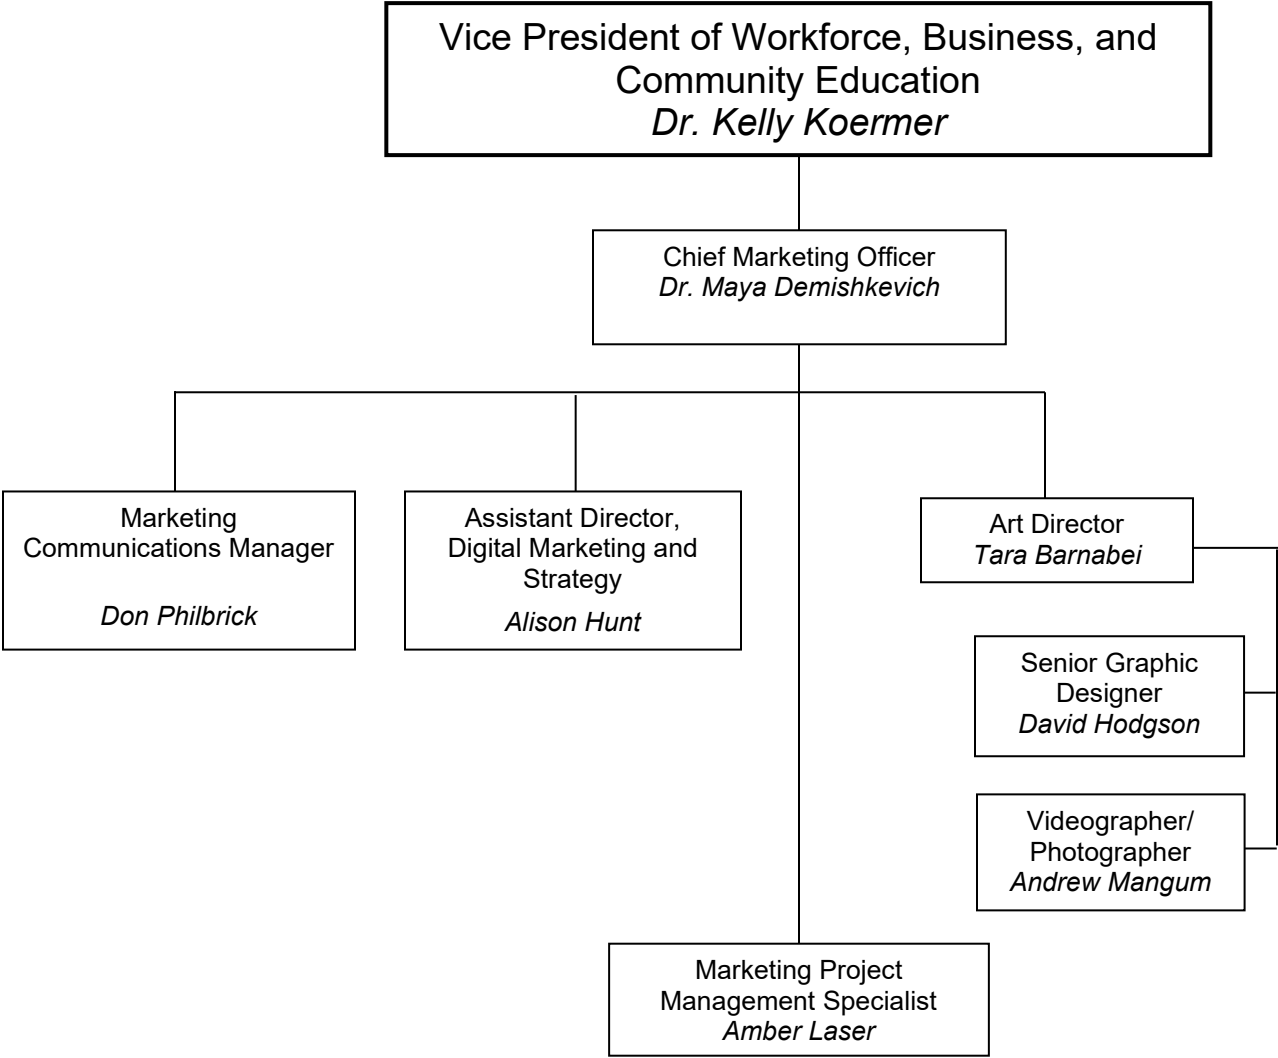 Vice President of Workforce, Business, and
Community Education
Dr. Kelly Koermer
Chief Marketing Officer
Dr. Maya Demishkevich
Marketing
Communications Manager
Don Philbrick
Assistant Director,
Digital Marketing and
Strategy
Alison Hunt
Art Director
Tara Barnabei
Senior Graphic
Designer
David Hodgson
Videographer/
Photographer
Andrew Mangum
Marketing Project
Management Specialist
Amber Laser